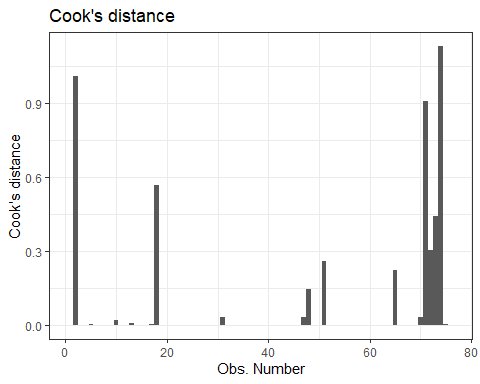 Cook's distance
Cook's distance
0.9
0.6
0.3
0.0
0 20 40 60 80
Obs. Number